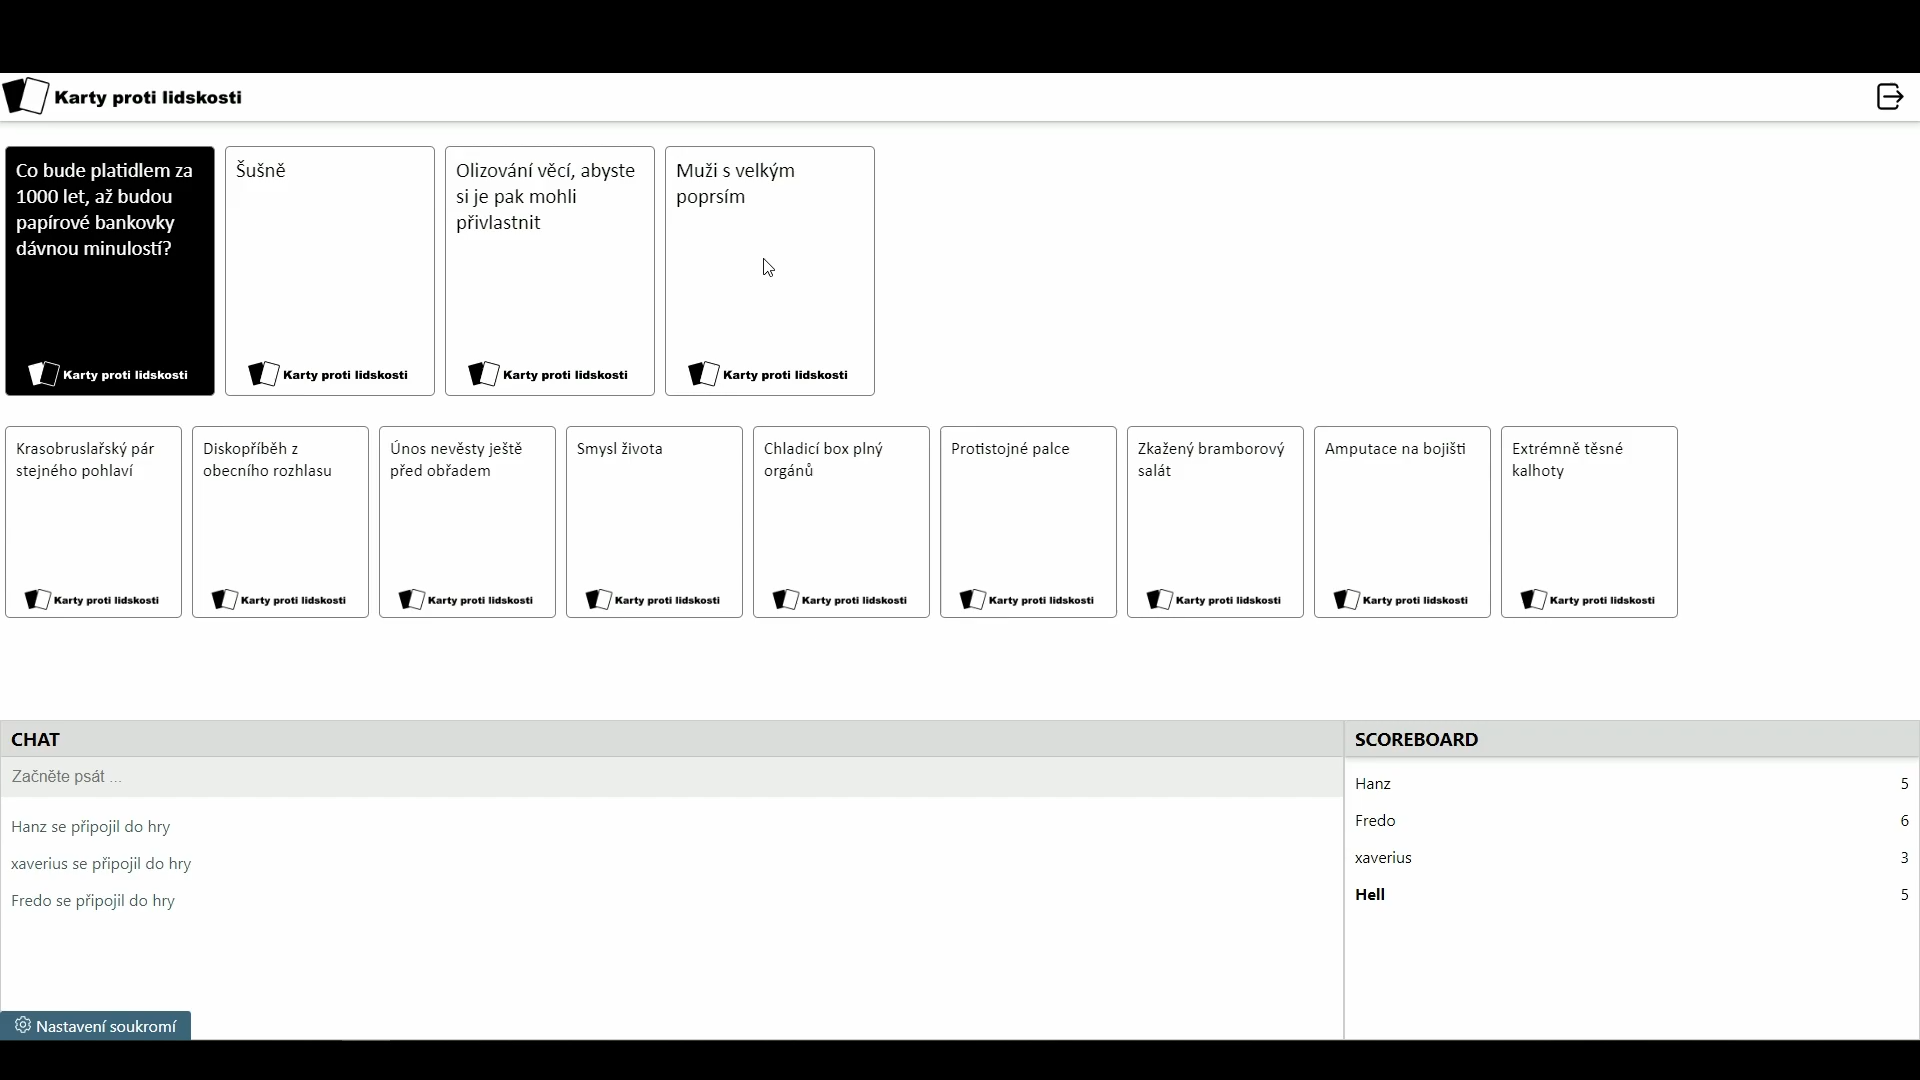 Karty proti lidskosti
Co bude platidlem za
1000 let, až budou
papírové bankovky
dávnou minulostí?
Karty proti lidskosti
Šušně
Karty proti lidskosti
Olizování věcí, abyste
si je pak mohli
přivlastnit
Karty proti lidskosti
Muži s velkým
poprsím
Karty proti lidskosti
Krasobruslařský pár
stejného pohlaví
Karty proti lidskosti
Diskopříběh z
obecního rozhlasu
Karty proti lidskosti
Únos nevěsty ještě
před obřadem
Karty proti lidskosti
Smysl života
Karty proti lidskosti
Chladicí box plný
orgánů
Karty proti lidskosti
Protistojné palce
Karty proti lidskosti
Zkažený bramborový
salát
Karty proti lidskosti
Amputace na bojišti
Karty proti lidskosti
Extrémně těsné
kalhoty
Karty proti lidskosti
CHAT
Začněte psát ...
Hanz se připojil do hry
xaverius se připojil do hry
Fredo se připojil do hry
Nastavení soukromí
SCOREBOARD
Hanz 5
Fredo 6
xaverius 3
Hell 5